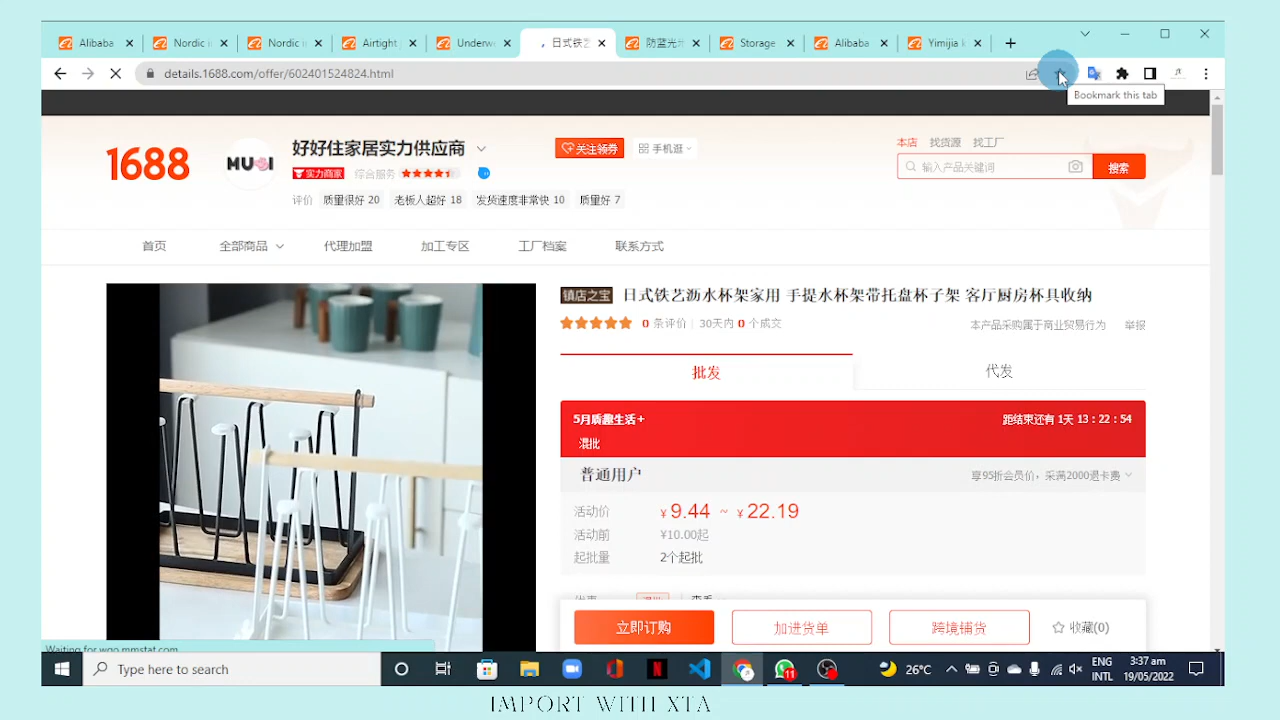 Alibaba
Nordic i
Nordic i
Airtight
Underw
日式铁艺
防蓝光
Storage
Alibaba
Yimijia
details.1688.com/offer/602401524824.html
Bookmark this tab
1688
MUQI
好好住家居实力供应商
关注领券
手机逛
本店 找货源 找工厂
实力商家 综合服务
输入产品关键词
搜索
评价 质量很好 20 老板人超好 18 发货速度非常快 10 质量好 7
首页 全部商品 代理加盟 加工专区 工厂档案 联系方式
镇店之宝 日式铁艺沥水杯架家用 手提水杯架带托盘杯子架 客厅厨房杯具收纳
0 条评价 30天内 0 个成交
本产品采购属于商业贸易行为 举报
批发 代发
5月质趣生活+ 距结束还有 1天 13:22:54
混批
普通用户 享95折会员价，采满2000退卡费
活动价 ¥ 9.44 ~ ¥ 22.19
活动前 ¥10.00起
起批量 2个起批
立即订购 加进货单 跨境铺货 收藏(0)
Waiting for wgo.mmstat.com
Type here to search
11
26°C
ENG
INTL
3:37 am
19/05/2022
IMPORT WITH XTA